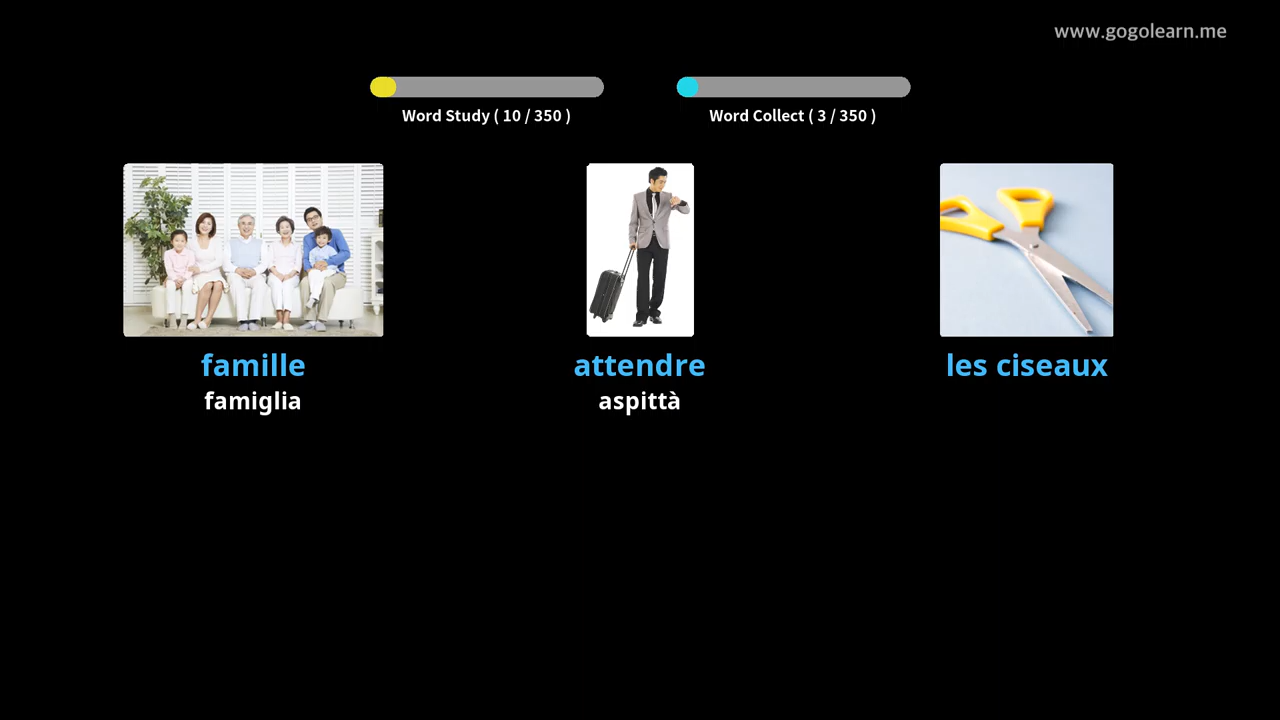 www.gogolearn.me
Word Study ( 10 / 350 )
Word Collect ( 3 / 350 )
famille
famiglia
attendre
aspittà
les ciseaux